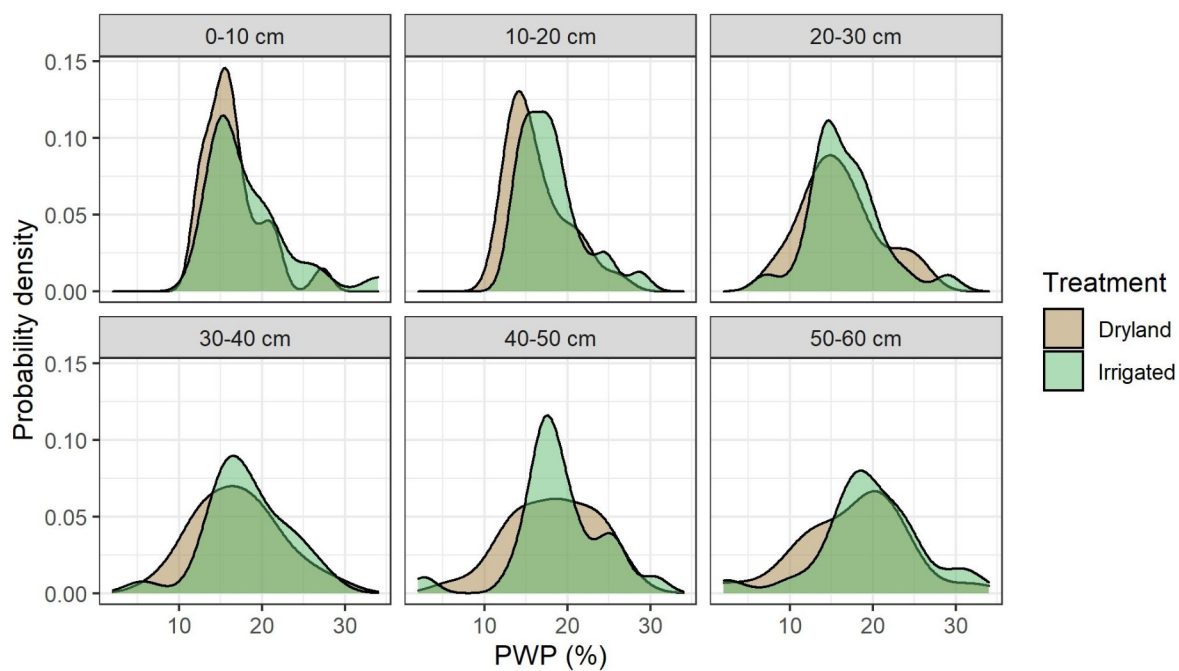 0-10 cm
10-20 cm
20-30 cm
0.15
0.10
0.05
0.00
30-40 cm
40-50 cm
50-60 cm
0.15
0.10
0.05
0.00
10 20 30
10 20 30
10 20 30
PWP (%)
Probability density
Treatment
Dryland
Irrigated